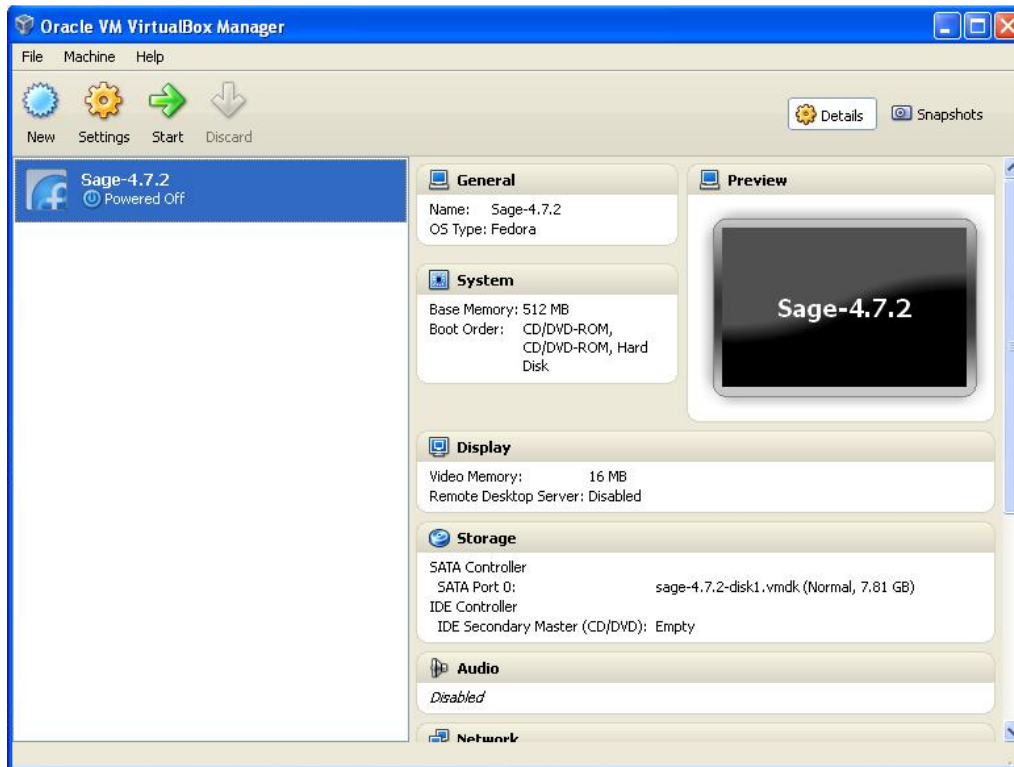 Oracle VM VirtualBox Manager
File Machine Help
New Settings Start Discard
Details Snapshots
Sage-4.7.2
Powered Off
General
Name: Sage-4.7.2
OS Type: Fedora
System
Base Memory: 512 MB
Boot Order: CD/DVD-ROM,
CD/DVD-ROM, Hard
Disk
Preview
Sage-4.7.2
Display
Video Memory: 16 MB
Remote Desktop Server: Disabled
Storage
SATA Controller
SATA Port 0: sage-4.7.2-disk1.vmdk (Normal, 7.81 GB)
IDE Controller
IDE Secondary Master (CD/DVD): Empty
Audio
Disabled
Network